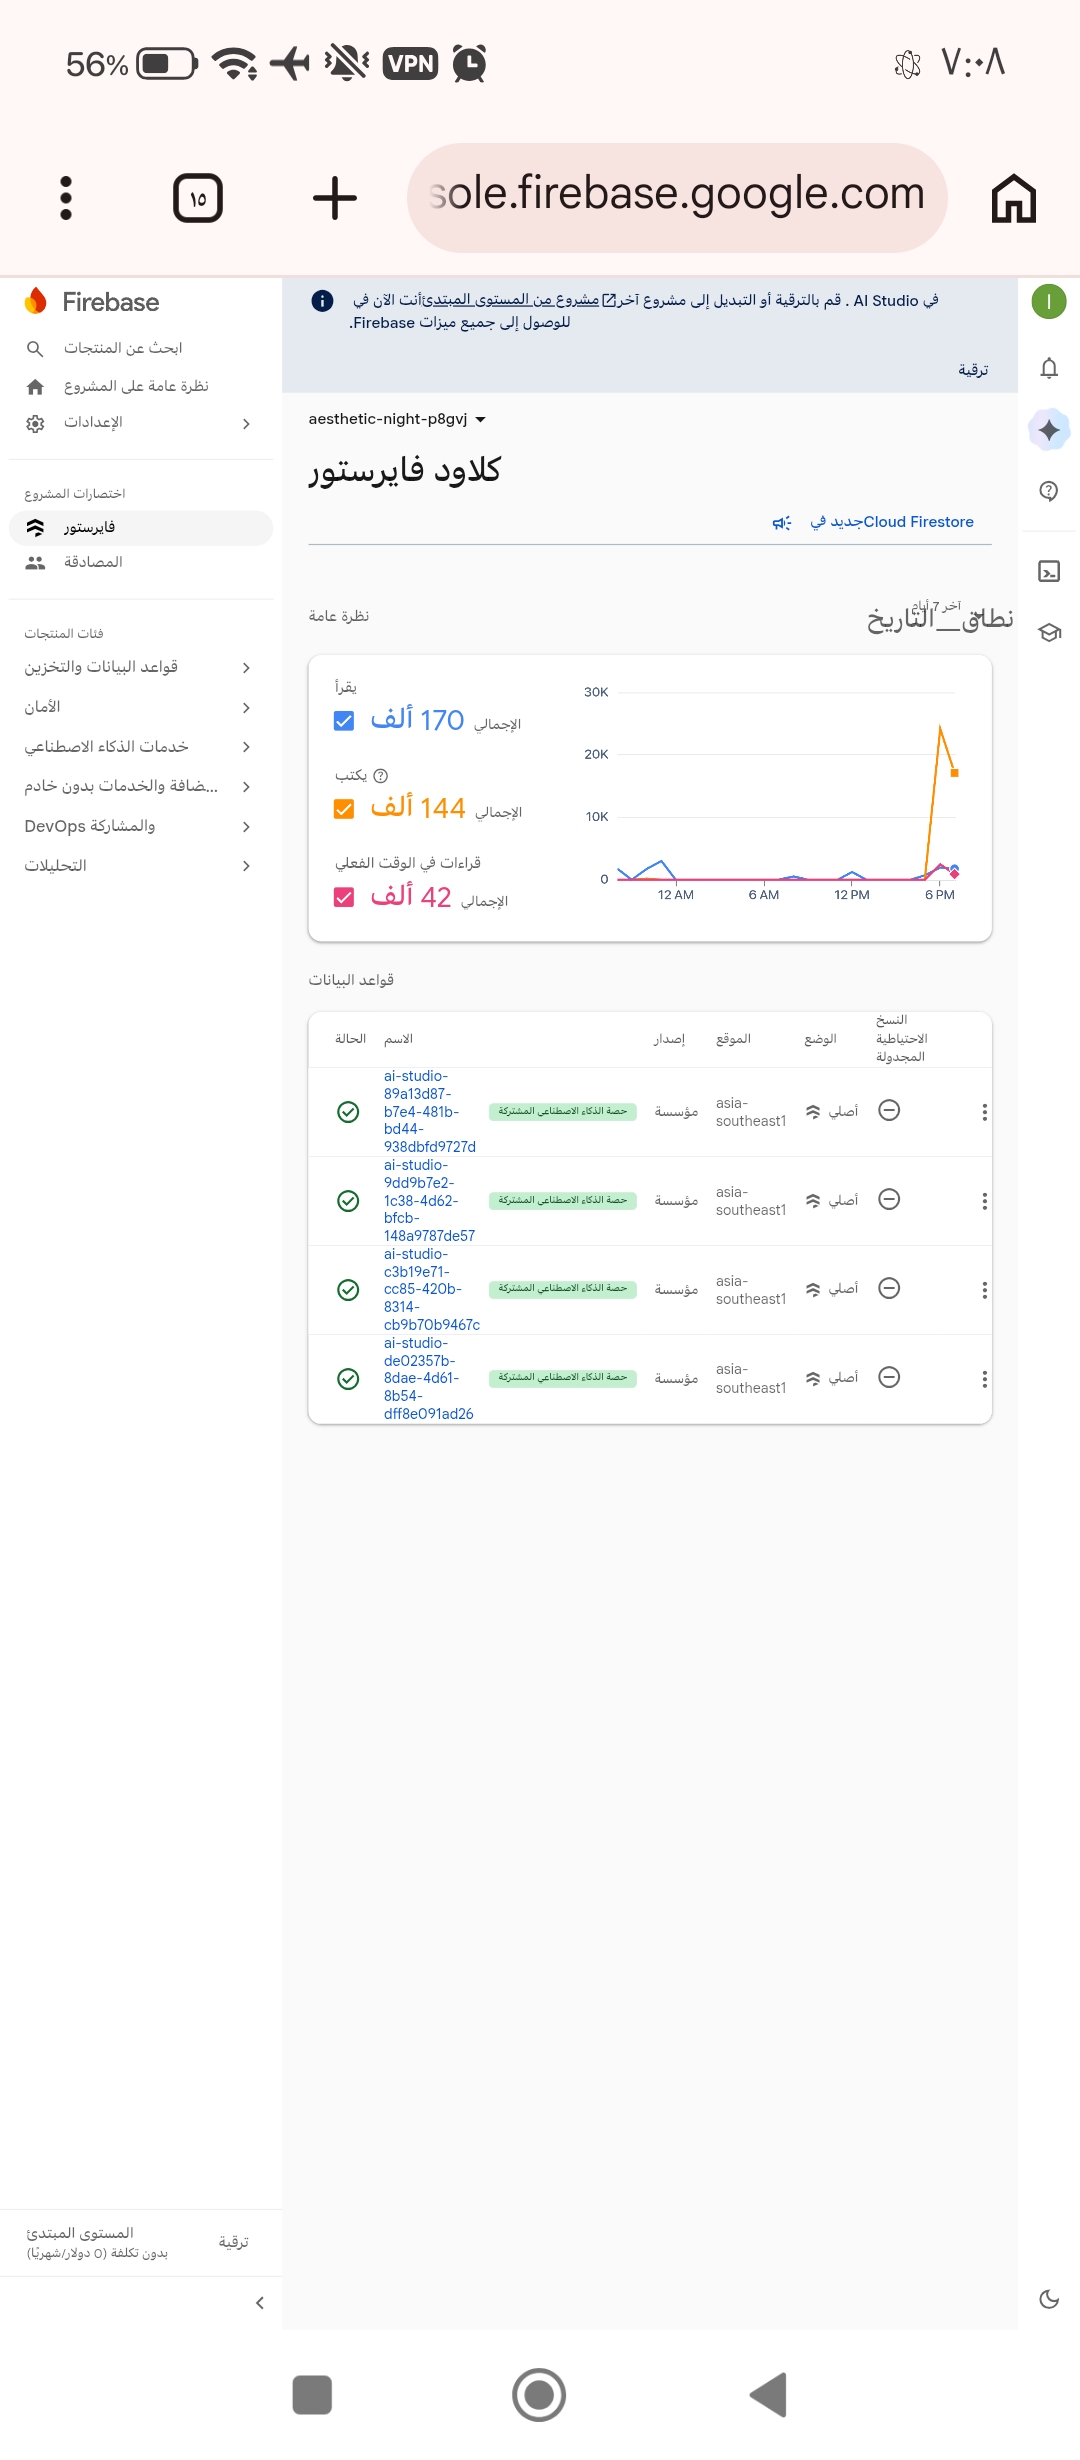 56%
VPN
٧:٠٨
١٥
sole.firebase.google.com
Firebase
ابحث عن المنتجات
نظرة عامة على المشروع
الإعدادات
اختصارات المشروع
فايرستور
المصادقة
فئات المنتجات
قواعد البيانات والتخزين
الأمان
خدمات الذكاء الاصطناعي
...ضافة والخدمات بدون خادم
DevOps والمشاركة
التحليلات
أنت الآن في مشروع من المستوى المبتدئ في AI Studio . قم بالترقية أو التبديل إلى مشروع آخر
للوصول إلى جميع ميزات Firebase.
ترقية
aesthetic-night-p8gvj
كلاود فايرستور
جديد في Cloud Firestore
نظرة عامة
آخر 7 أيام
نطاق_التاريخ
يقرأ
170 ألف الإجمالي
يكتب
144 ألف الإجمالي
قراءات في الوقت الفعلي
42 ألف الإجمالي
30K
20K
10K
0
12 AM 6 AM 12 PM 6 PM
قواعد البيانات
الحالة الاسم إصدار الموقع الوضع النسخ الاحتياطية المجدولة
ai-studio-
89a13d87-
b7e4-481b-
bd44-
938dbfd9727d
حصة الذكاء الاصطناعي المشتركة
مؤسسة
asia-
southeast1
أصلي
ai-studio-
9dd9b7e2-
1c38-4d62-
bfcb-
148a9787de57
حصة الذكاء الاصطناعي المشتركة
مؤسسة
asia-
southeast1
أصلي
ai-studio-
c3b19e71-
cc85-420b-
8314-
cb9b70b9467c
حصة الذكاء الاصطناعي المشتركة
مؤسسة
asia-
southeast1
أصلي
ai-studio-
de02357b-
8dae-4d61-
8b54-
dff8e091ad26
حصة الذكاء الاصطناعي المشتركة
مؤسسة
asia-
southeast1
أصلي
المستوى المبتدئ
بدون تكلفة (0 دولار/شهريًا)
ترقية